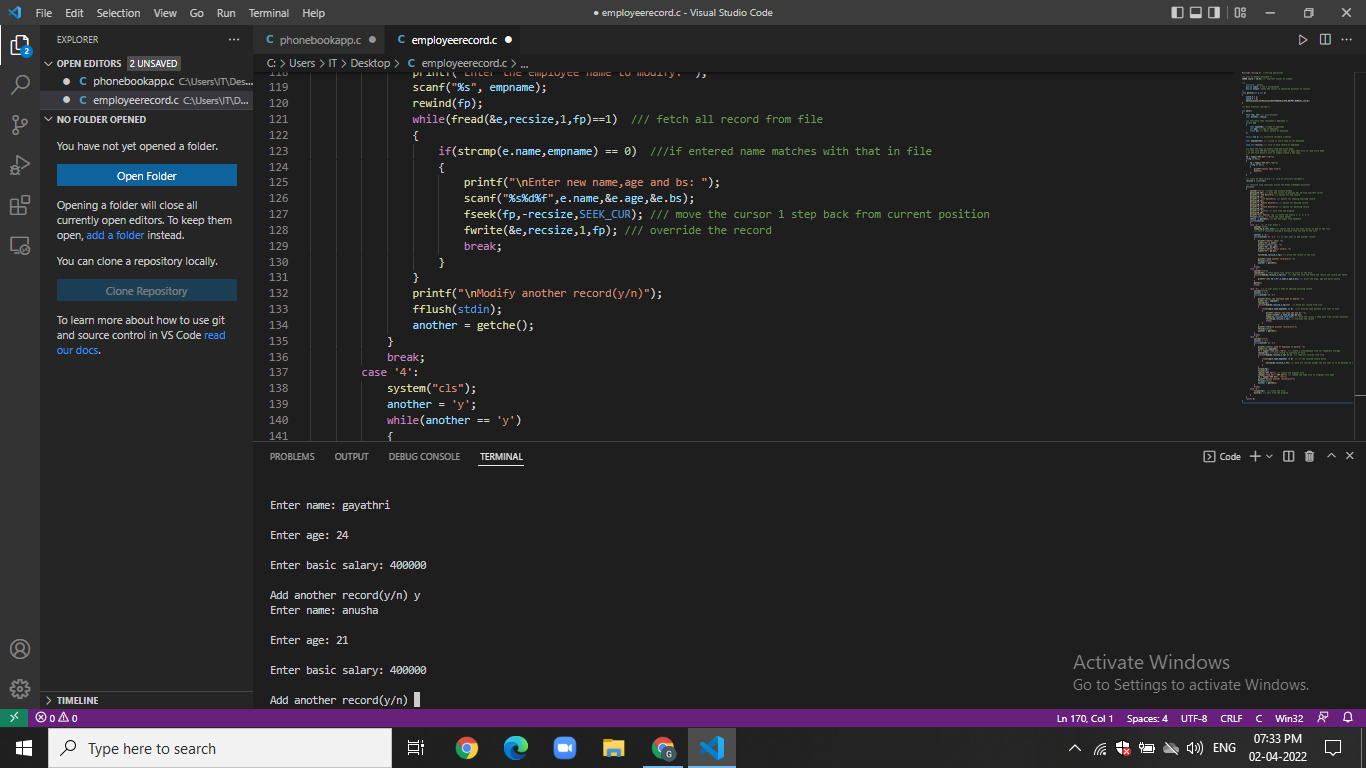 File Edit Selection View Go Run Terminal Help
● employeerecord.c - Visual Studio Code
EXPLORER
OPEN EDITORS 2 UNSAVED
C phonebookapp.c C:\Users\IT\Des...
C employeerecord.c C:\Users\IT\D...
NO FOLDER OPENED
You have not yet opened a folder.
Open Folder
Opening a folder will close all
currently open editors. To keep them
open, add a folder instead.
You can clone a repository locally.
Clone Repository
To learn more about how to use git
and source control in VS Code read
our docs.
TIMELINE
2
C phonebookapp.c ●
C employeerecord.c ●
C: > Users > IT > Desktop > C employeerecord.c > ...
118 printf("Enter the employee name to modify: ");
119 scanf("%s", empname);
120 rewind(fp);
121 while(fread(&e,recsize,1,fp)==1) /// fetch all record from file
122 {
123 if(strcmp(e.name,empname) == 0) ///if entered name matches with that in file
124 {
125 printf("\nEnter new name,age and bs: ");
126 scanf("%s%d%f",e.name,&e.age,&e.bs);
127 fseek(fp,-recsize,SEEK_CUR); /// move the cursor 1 step back from current position
128 fwrite(&e,recsize,1,fp); /// override the record
129 break;
130 }
131 }
132 printf("\nModify another record(y/n)");
133 fflush(stdin);
134 another = getche();
135 }
136 break;
137 case '4':
138 system("cls");
139 another = 'y';
140 while(another == 'y')
141 {
PROBLEMS OUTPUT DEBUG CONSOLE TERMINAL
Code
Enter name: gayathri
Enter age: 24
Enter basic salary: 400000
Add another record(y/n) y
Enter name: anusha
Enter age: 21
Enter basic salary: 400000
Add another record(y/n)
Activate Windows
Go to Settings to activate Windows.
0 0
Ln 170, Col 1 Spaces: 4 UTF-8 CRLF C Win32
Type here to search
G
ENG
07:33 PM
02-04-2022